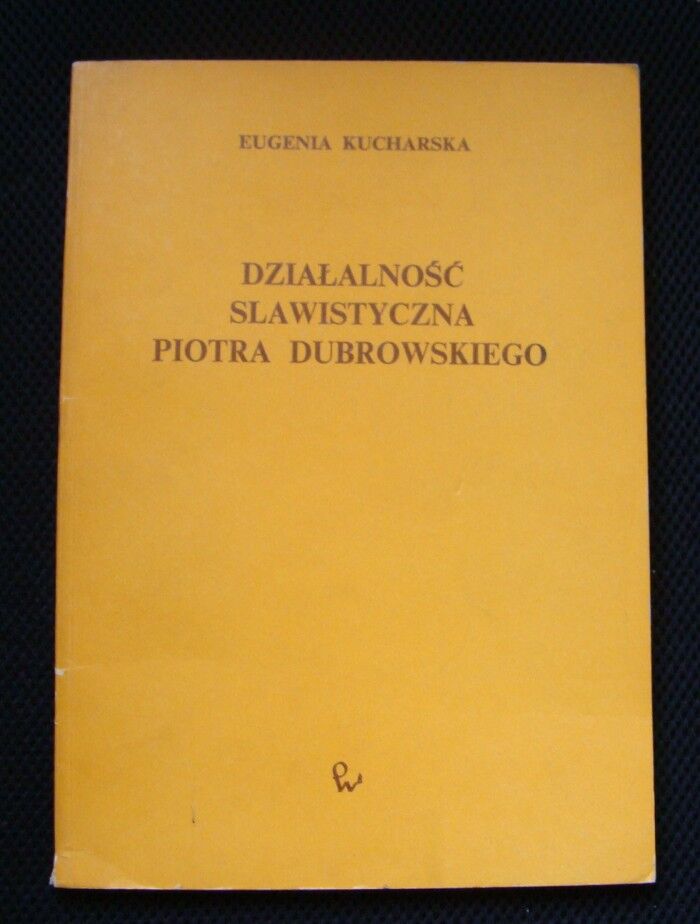 EUGENIA KUCHARSKA
DZIAŁALNOŚĆ
SLAWISTYCZNA
PIOTRA DUBROWSKIEGO